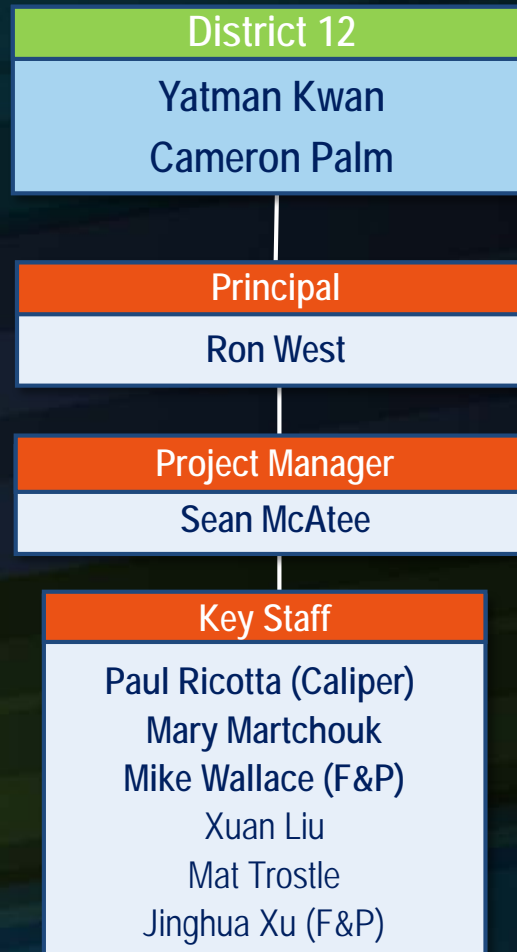 District 12
Yatman Kwan
Cameron Palm
Principal
Ron West
Project Manager
Sean McAtee
Key Staff
Paul Ricotta (Caliper)
Mary Martchouk
Mike Wallace (F&P)
Xuan Liu
Mat Trostle
Jinghua Xu (F&P)